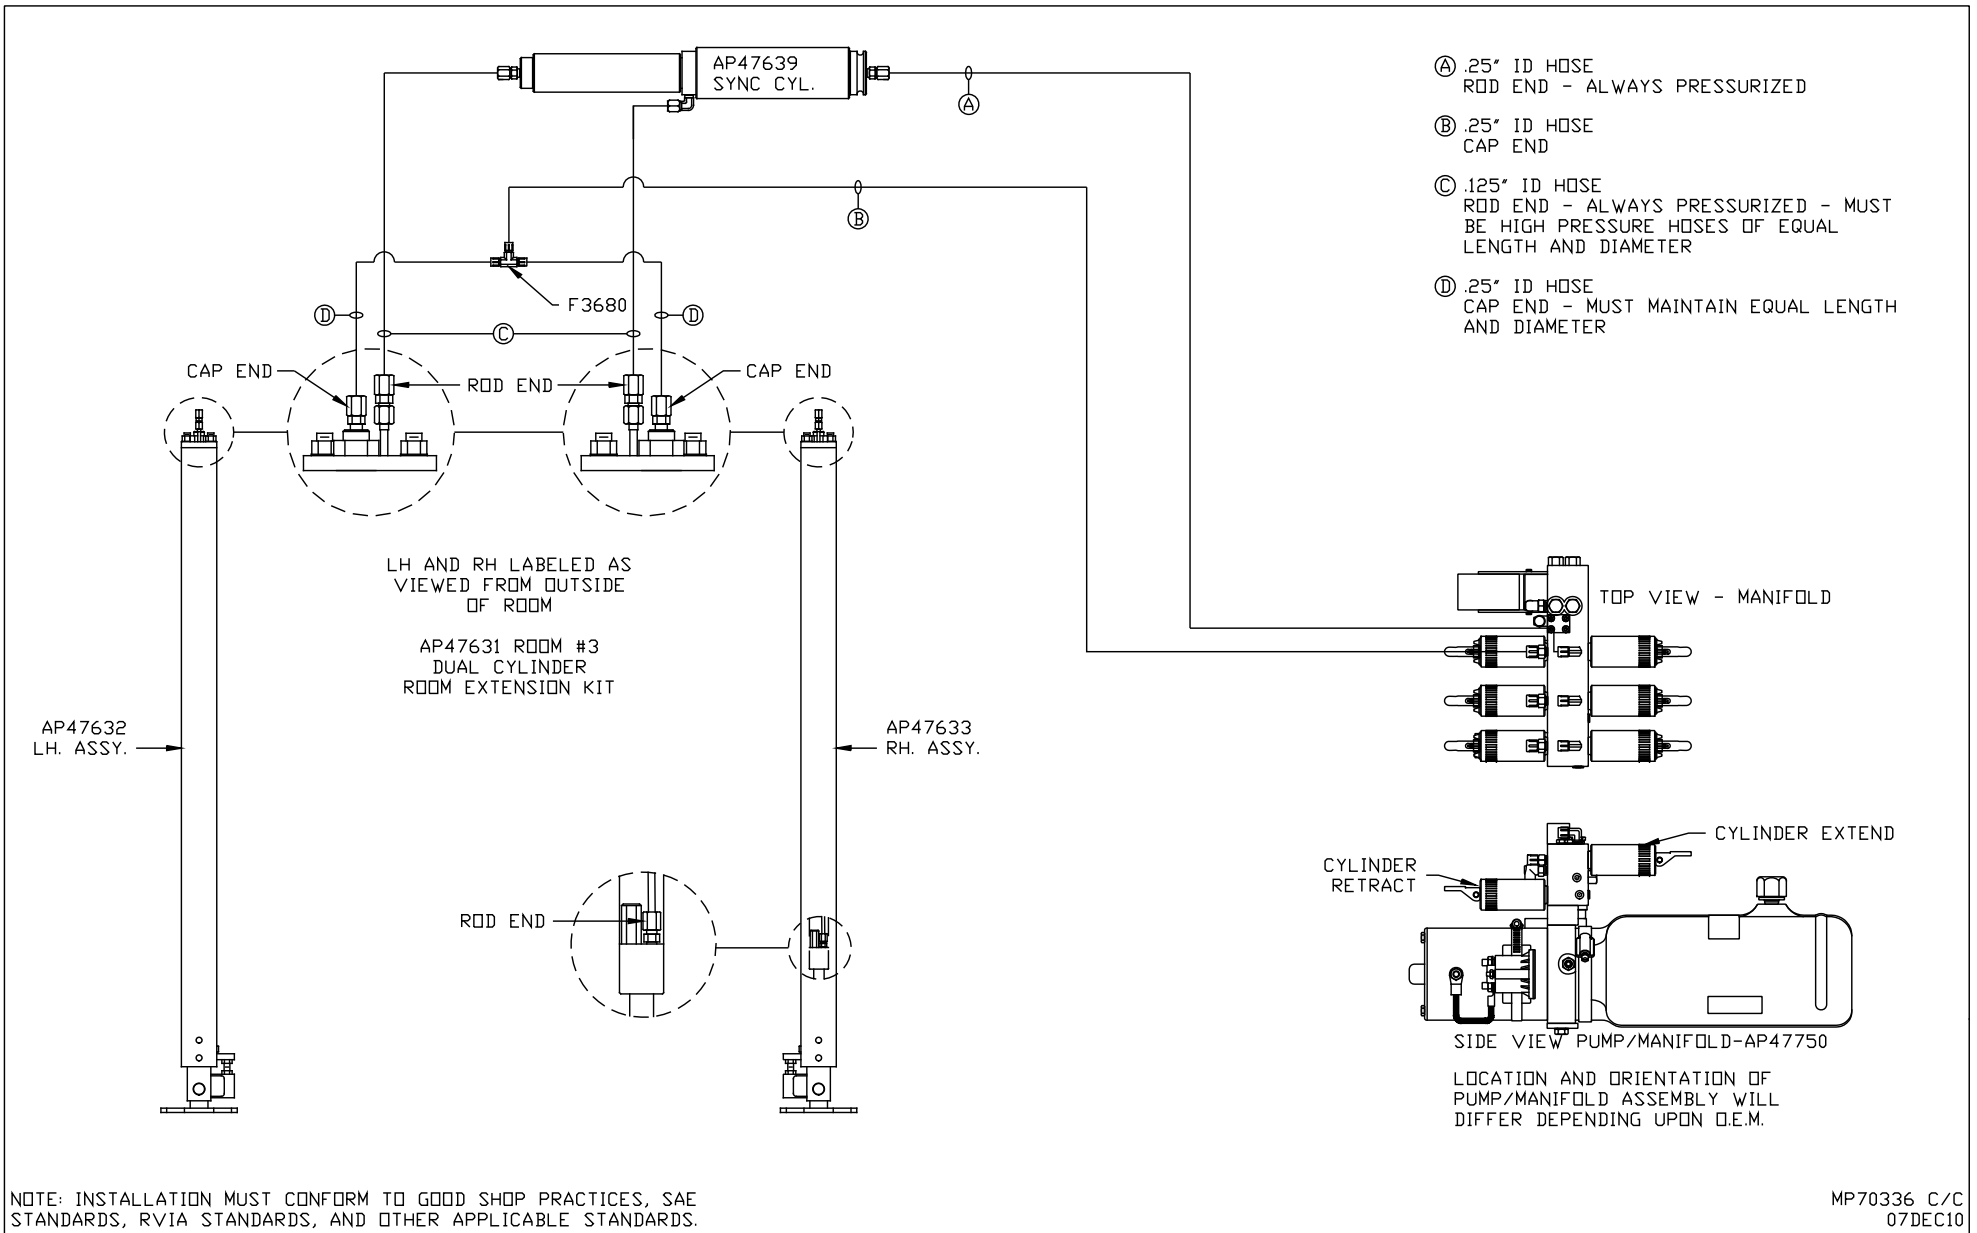 AP47639
SYNC CYL.
Ⓐ .25" ID HOSE
ROD END - ALWAYS PRESSURIZED
Ⓑ .25" ID HOSE
CAP END
Ⓒ .125" ID HOSE
ROD END - ALWAYS PRESSURIZED - MUST
BE HIGH PRESSURE HOSES OF EQUAL
LENGTH AND DIAMETER
Ⓓ .25" ID HOSE
CAP END - MUST MAINTAIN EQUAL LENGTH
AND DIAMETER
Ⓐ
Ⓑ
F3680
Ⓓ
Ⓒ
Ⓓ
CAP END
ROD END
CAP END
LH AND RH LABELED AS
VIEWED FROM OUTSIDE
OF ROOM
AP47631 ROOM #3
DUAL CYLINDER
ROOM EXTENSION KIT
TOP VIEW - MANIFOLD
AP47632
LH. ASSY.
AP47633
RH. ASSY.
ROD END
CYLINDER EXTEND
CYLINDER
RETRACT
SIDE VIEW PUMP/MANIFOLD-AP47750
LOCATION AND ORIENTATION OF
PUMP/MANIFOLD ASSEMBLY WILL
DIFFER DEPENDING UPON O.E.M.
NOTE: INSTALLATION MUST CONFORM TO GOOD SHOP PRACTICES, SAE
STANDARDS, RVIA STANDARDS, AND OTHER APPLICABLE STANDARDS.
MP70336 C/C
07DEC10